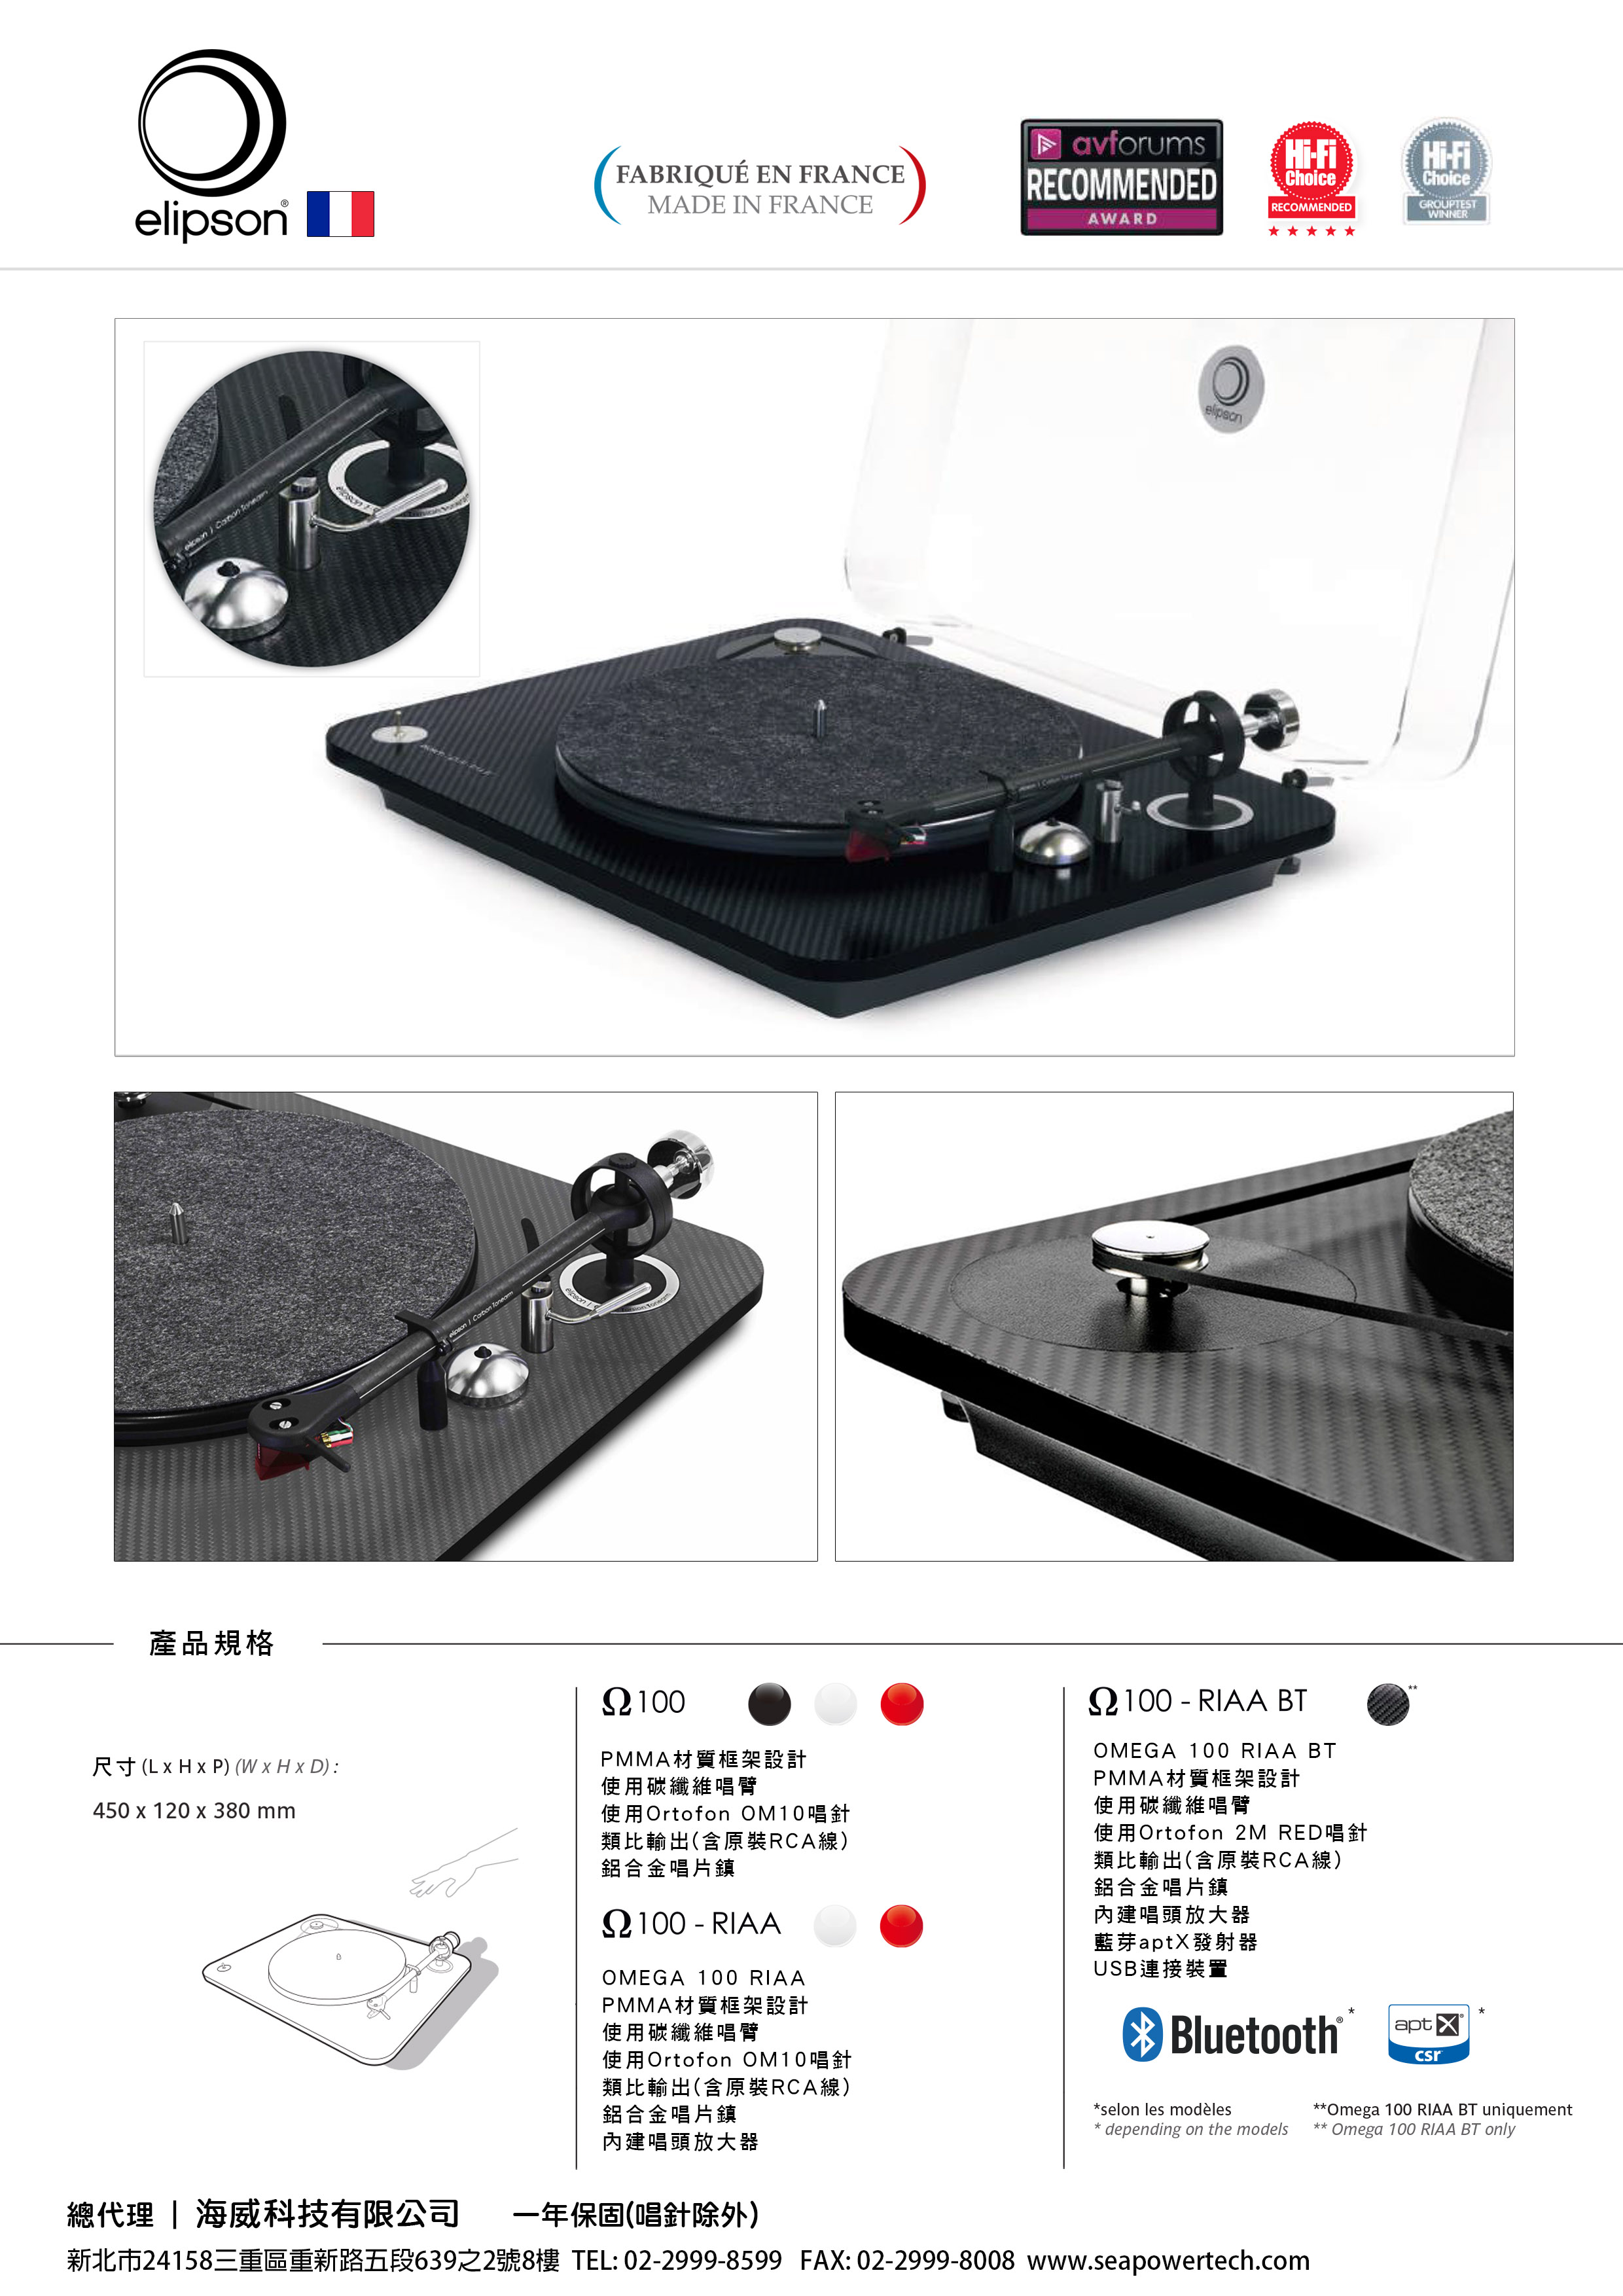 elipson®
FABRIQUÉ EN FRANCE
MADE IN FRANCE
avforums
RECOMMENDED
AWARD
Hi-Fi
Choice
RECOMMENDED
Hi-Fi
Choice
GROUPTEST
WINNER
elipson
elipson | Carbon Tonearm
elipson | Carbon Tonearm
產品規格
尺寸 (L x H x P) (W x H x D) :
450 x 120 x 380 mm
Ω100
PMMA材質框架設計
使用碳纖維唱臂
使用Ortofon OM10唱針
類比輸出(含原裝RCA線)
鋁合金唱片鎮
Ω100 - RIAA
OMEGA 100 RIAA
PMMA材質框架設計
使用碳纖維唱臂
使用Ortofon OM10唱針
類比輸出(含原裝RCA線)
鋁合金唱片鎮
內建唱頭放大器
Ω100 - RIAA BT **
OMEGA 100 RIAA BT
PMMA材質框架設計
使用碳纖維唱臂
使用Ortofon 2M RED唱針
類比輸出(含原裝RCA線)
鋁合金唱片鎮
內建唱頭放大器
藍芽aptX發射器
USB連接裝置
Bluetooth® *
aptX® *
csr
*selon les modèles
* depending on the models
**Omega 100 RIAA BT uniquement
** Omega 100 RIAA BT only
總代理 | 海威科技有限公司 一年保固(唱針除外)
新北市24158三重區重新路五段639之2號8樓 TEL: 02-2999-8599 FAX: 02-2999-8008 www.seapowertech.com